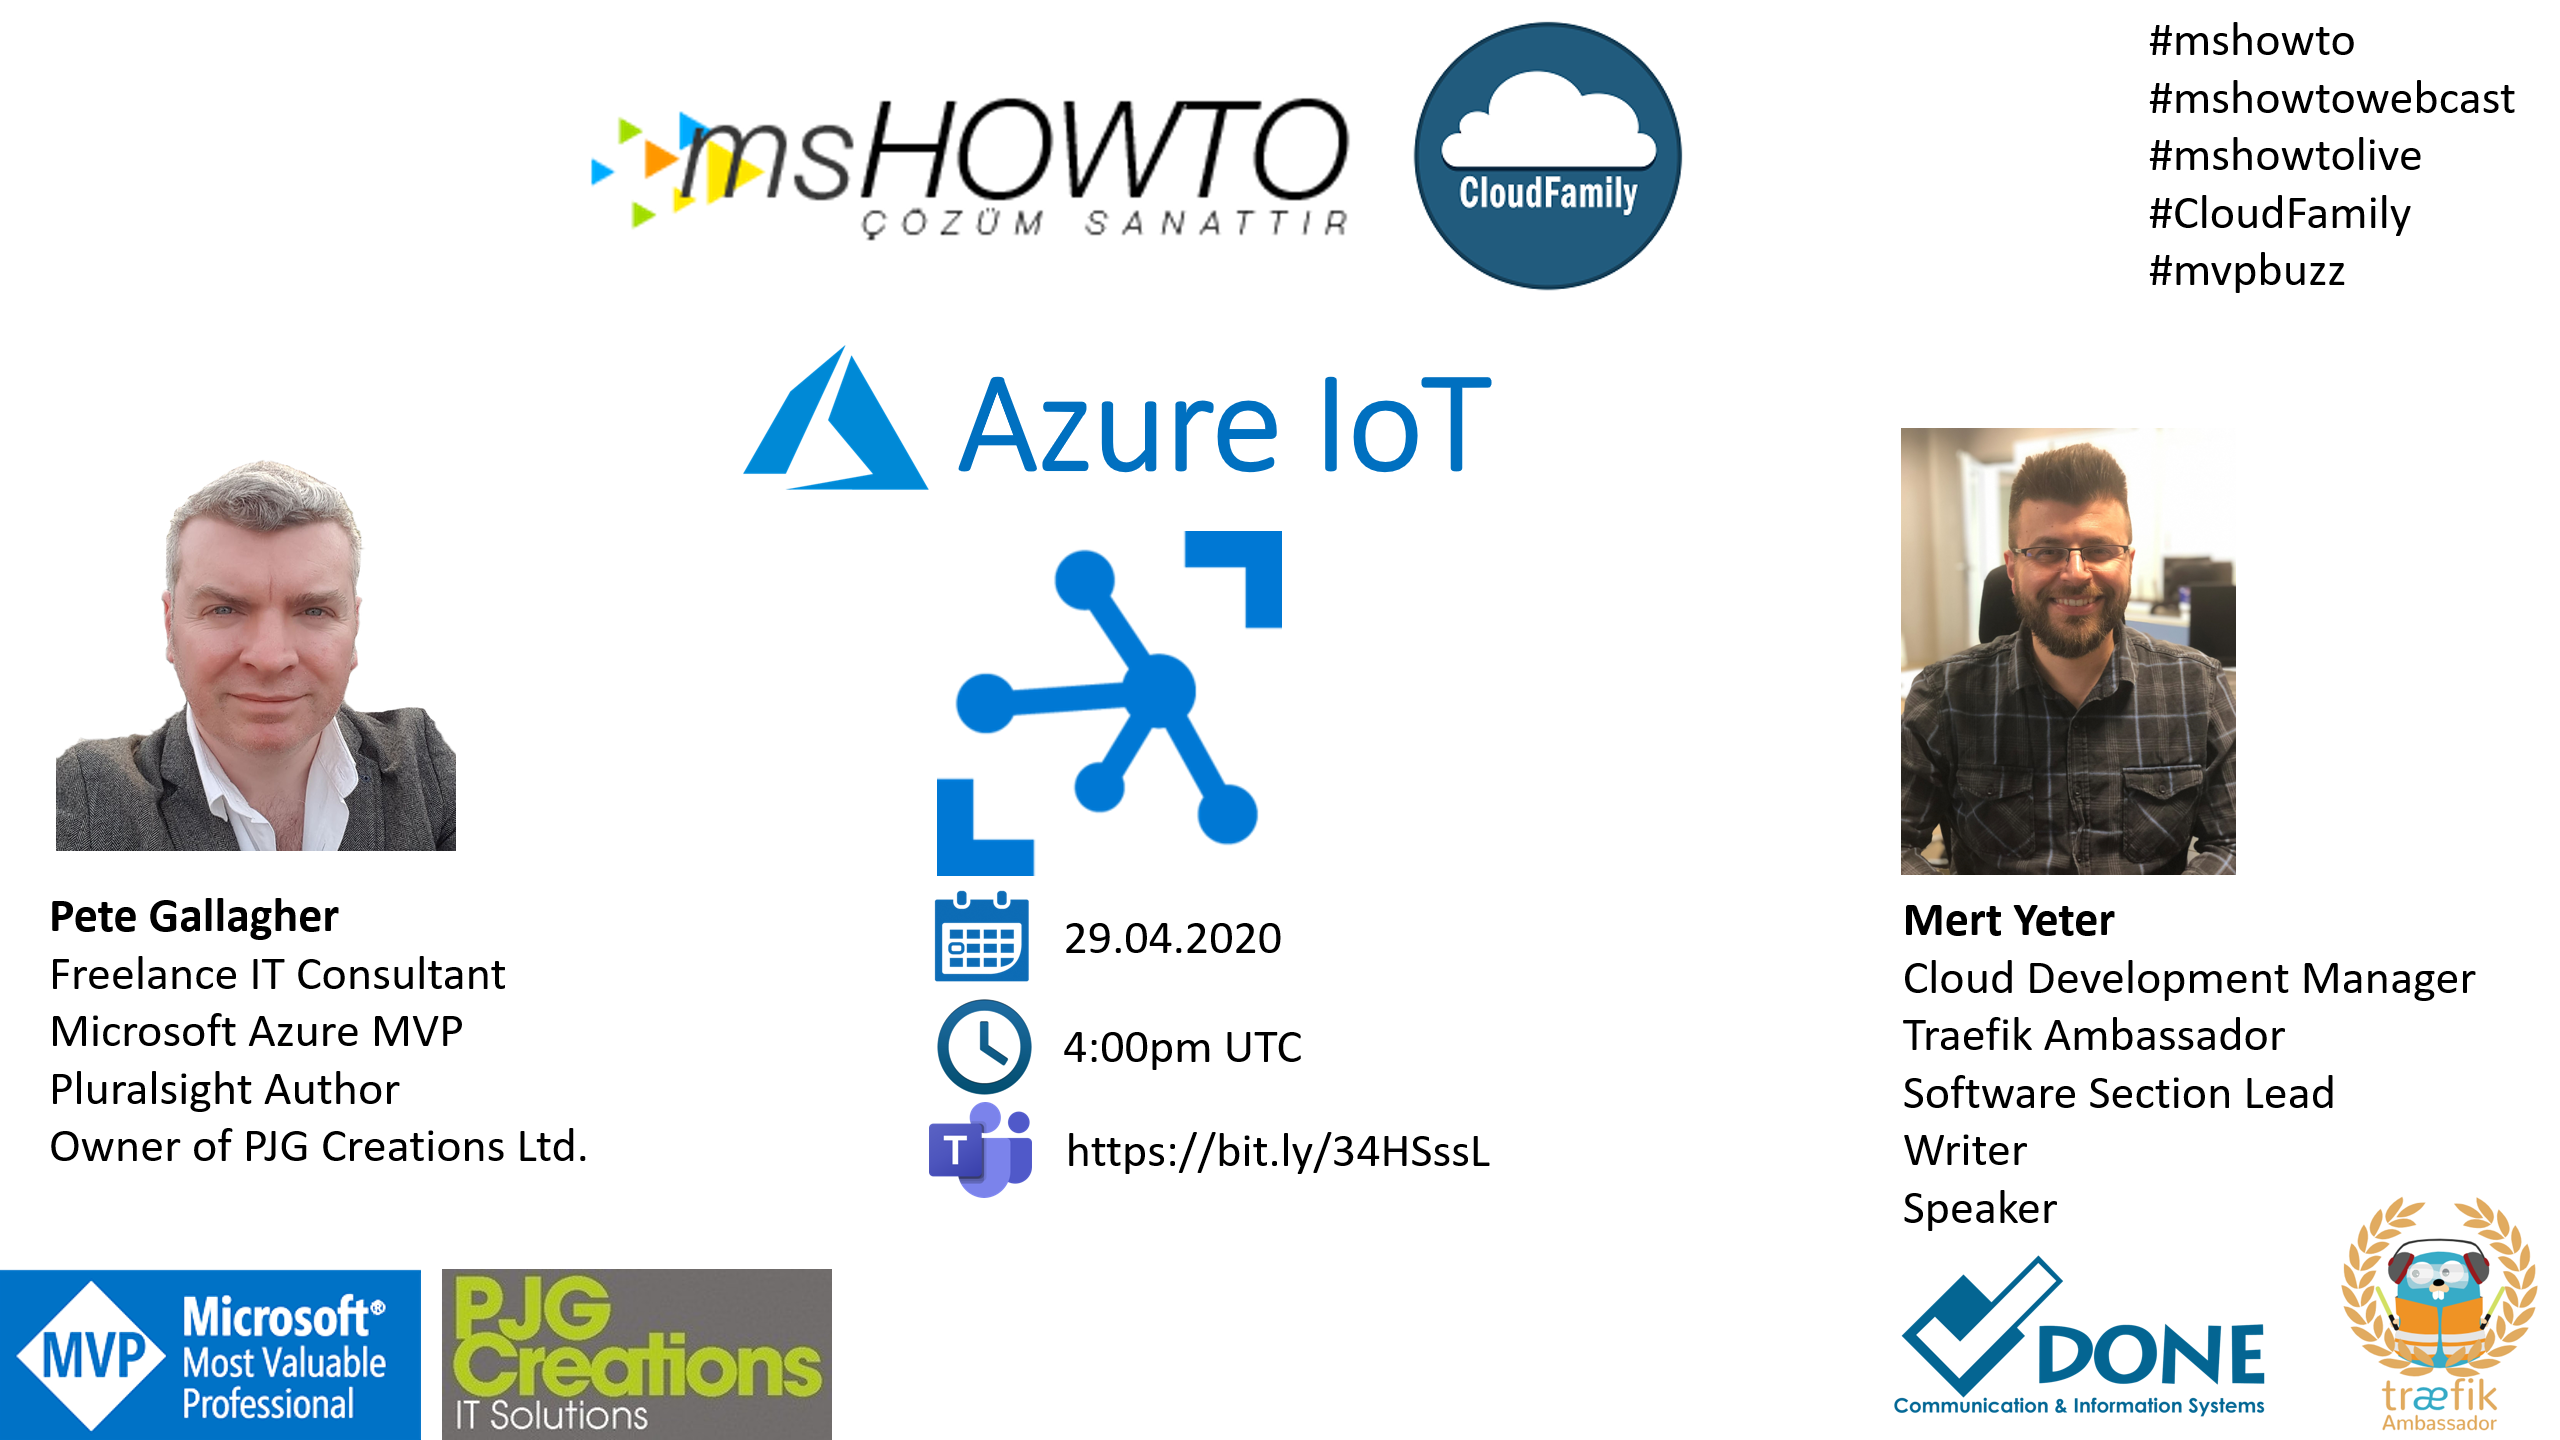 msHOWTO
ÇÖZÜM SANATTIR
CloudFamily
#mshowto
#mshowtowebcast
#mshowtolive
#CloudFamily
#mvpbuzz
Azure IoT
Pete Gallagher
Freelance IT Consultant
Microsoft Azure MVP
Pluralsight Author
Owner of PJG Creations Ltd.
29.04.2020
4:00pm UTC
T
https://bit.ly/34HSssL
Mert Yeter
Cloud Development Manager
Traefik Ambassador
Software Section Lead
Writer
Speaker
MVP
Microsoft®
Most Valuable
Professional
PJG
Creations
IT Solutions
DONE
Communication & Information Systems
træfik
Ambassador